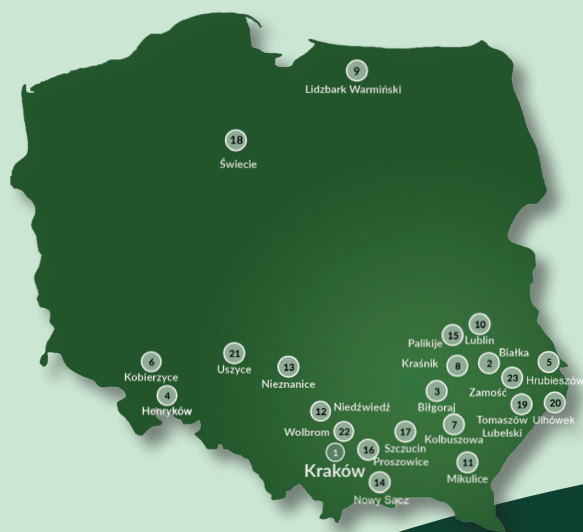 9
Lidzbark Warmiński
18
Świecie
10
Lublin
15
Palikije
21
Uszyce
6
Kobierzyce
13
Nieznanice
8
Kraśnik
2
Białka
5
Hrubieszów
23
Zamość
4
Henryków
3
Biłgoraj
19
Tomaszów
Lubelski
20
Ulhówek
12
Niedźwiedź
22
Wolbrom
17
Szczucin
7
Kolbuszowa
1
Kraków
16
Proszowice
11
Mikulice
14
Nowy Sącz